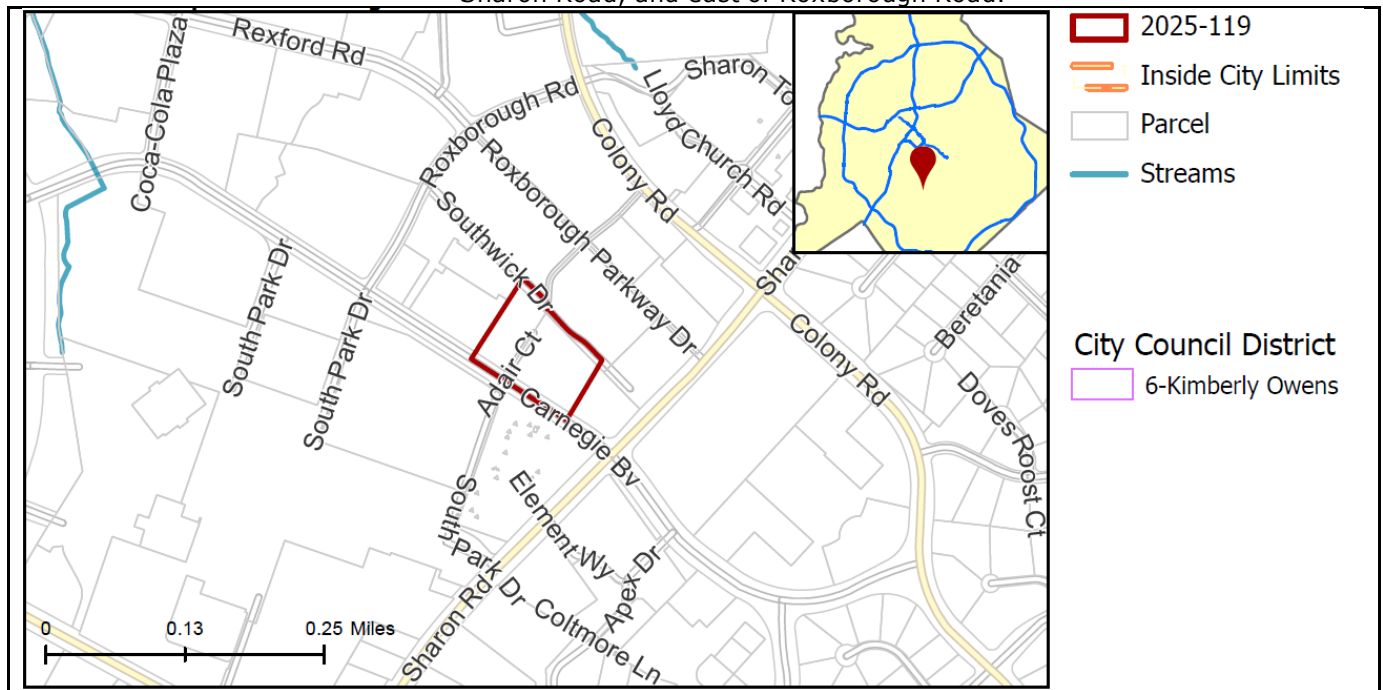 Sharon Road, and East of Roxborough Road.
Rexford Rd
Coca-Cola Plaza
Roxborough Rd
Colony Rd
Lloyd Church Rd
Sharon To
Southwick Dr
Roxborough Parkway Dr
South Park Dr
South Park Dr
Adair Ct
Carnegie Bv
Shar
Colony Rd
Beretania
Doves Roost Ct
South Park Dr
Element Wy
Apex Dr
Coltmore Ln
Sharon Rd
0 0.13 0.25 Miles
2025-119
Inside City Limits
Parcel
Streams
City Council District
6-Kimberly Owens